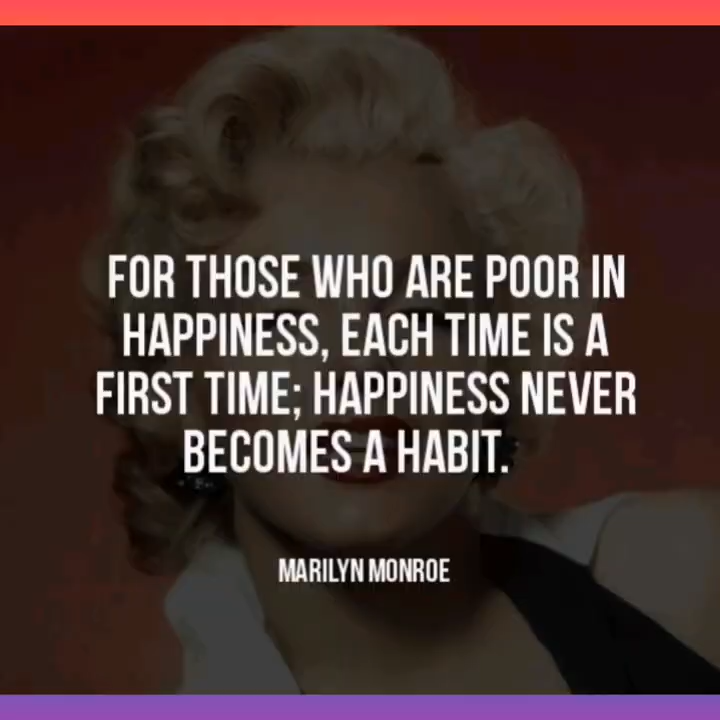 FOR THOSE WHO ARE POOR IN
HAPPINESS, EACH TIME IS A
FIRST TIME; HAPPINESS NEVER
BECOMES A HABIT.
MARILYN MONROE